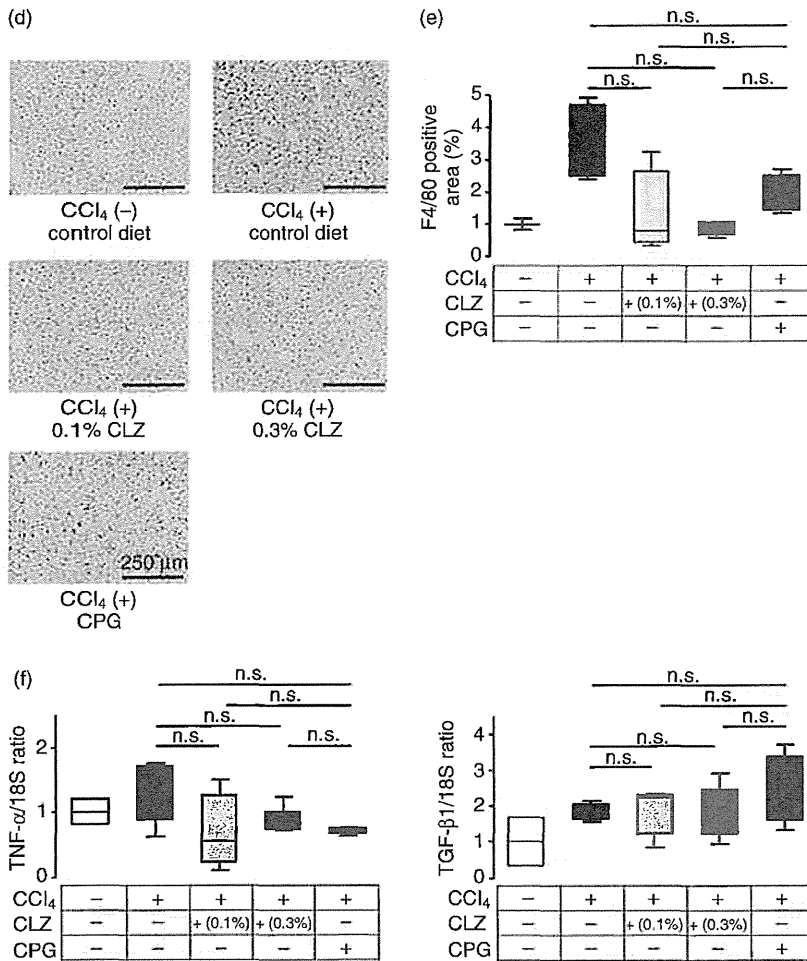 (d)
CCl₄ (−)
control diet
CCl₄ (+)
control diet
CCl₄ (+)
0.1% CLZ
CCl₄ (+)
0.3% CLZ
250 μm
CCl₄ (+)
CPG
(e)
n.s.
n.s.
n.s.
n.s. n.s.
F4/80 positive
area (%)
5
4
3
2
1
0
CCl₄ − + + + +
CLZ − − + (0.1%) + (0.3%) −
CPG − − − − +
(f)
n.s.
n.s.
n.s.
n.s. n.s.
TNF-α/18S ratio
2
1
0
CCl₄ − + + + +
CLZ − − + (0.1%) + (0.3%) −
CPG − − − − +
n.s.
n.s.
n.s.
n.s.
n.s.
TGF-β1/18S ratio
4
3
2
1
0
CCl₄ − + + + +
CLZ − − + (0.1%) + (0.3%) −
CPG − − − − +